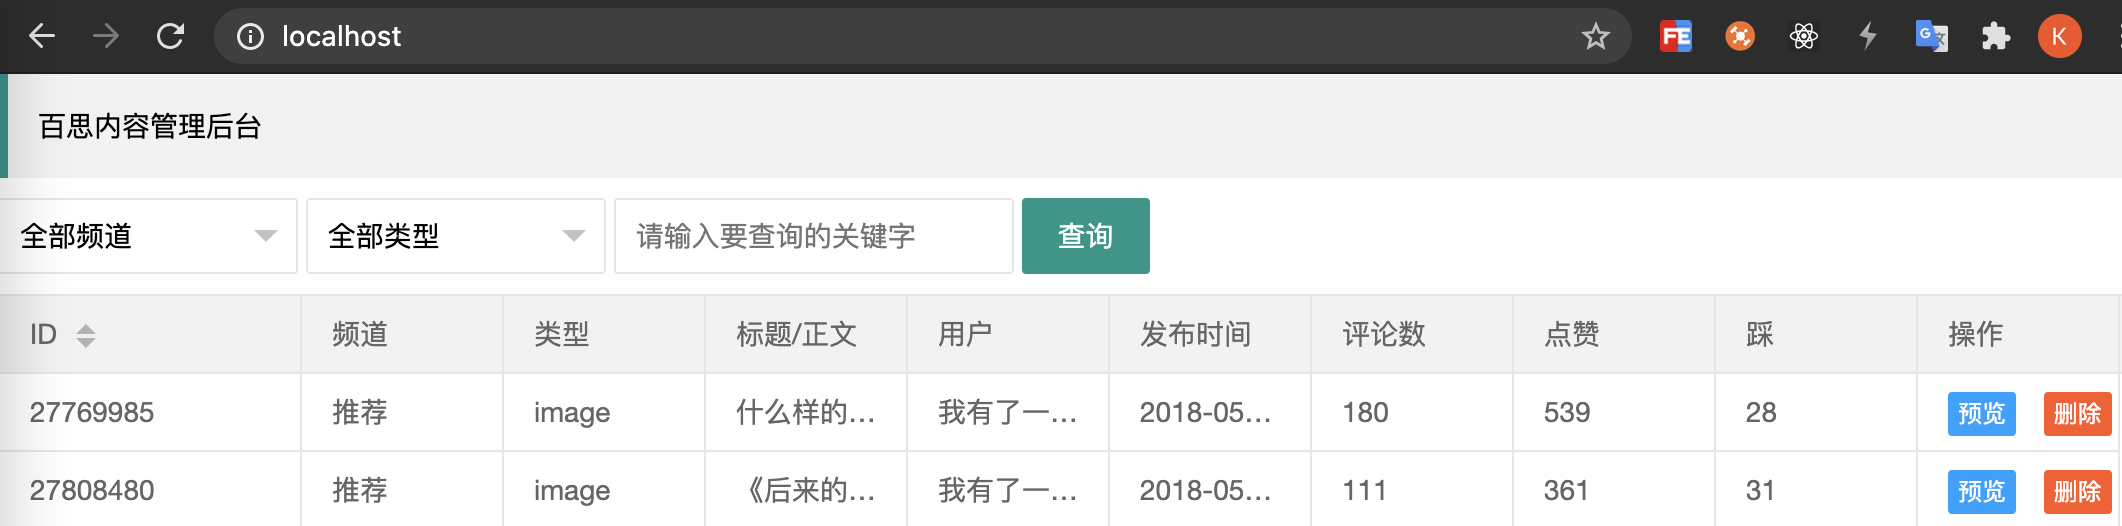 localhost
FE
G 文
K
百思内容管理后台
全部频道 全部类型 请输入要查询的关键字 查询
ID 频道 类型 标题/正文 用户 发布时间 评论数 点赞 踩 操作
27769985 推荐 image 什么样的... 我有了一... 2018-05... 180 539 28 预览 删除
27808480 推荐 image 《后来的... 我有了一... 2018-05... 111 361 31 预览 删除